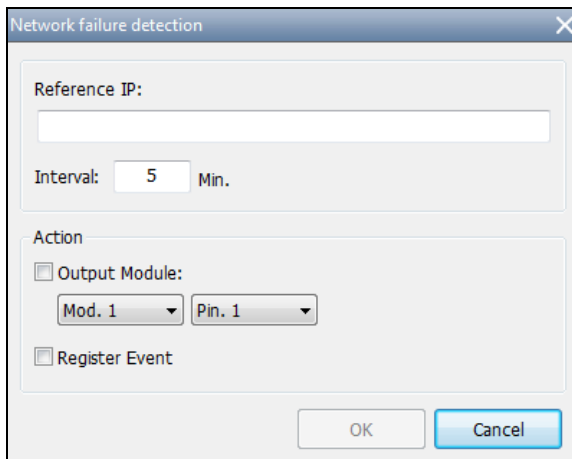 Network failure detection
Reference IP:
Interval: 5 Min.
Action
Output Module:
Mod. 1 Pin. 1
Register Event
OK Cancel